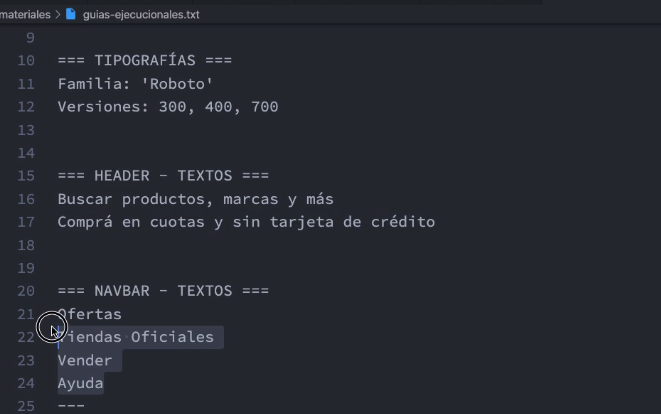 materiales > guias-ejecucionales.txt
9
10 === TIPOGRAFÍAS ===
11 Familia: 'Roboto'
12 Versiones: 300, 400, 700
13
14
15 === HEADER - TEXTOS ===
16 Buscar productos, marcas y más
17 Comprá en cuotas y sin tarjeta de crédito
18
19
20 === NAVBAR - TEXTOS ===
21 Ofertas
22 Tiendas Oficiales
23 Vender
24 Ayuda
25 ---